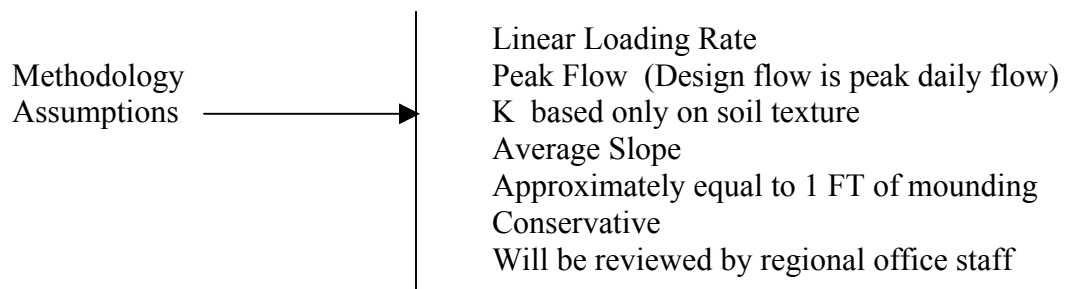 Methodology
Assumptions
Linear Loading Rate
Peak Flow (Design flow is peak daily flow)
K based only on soil texture
Average Slope
Approximately equal to 1 FT of mounding
Conservative
Will be reviewed by regional office staff